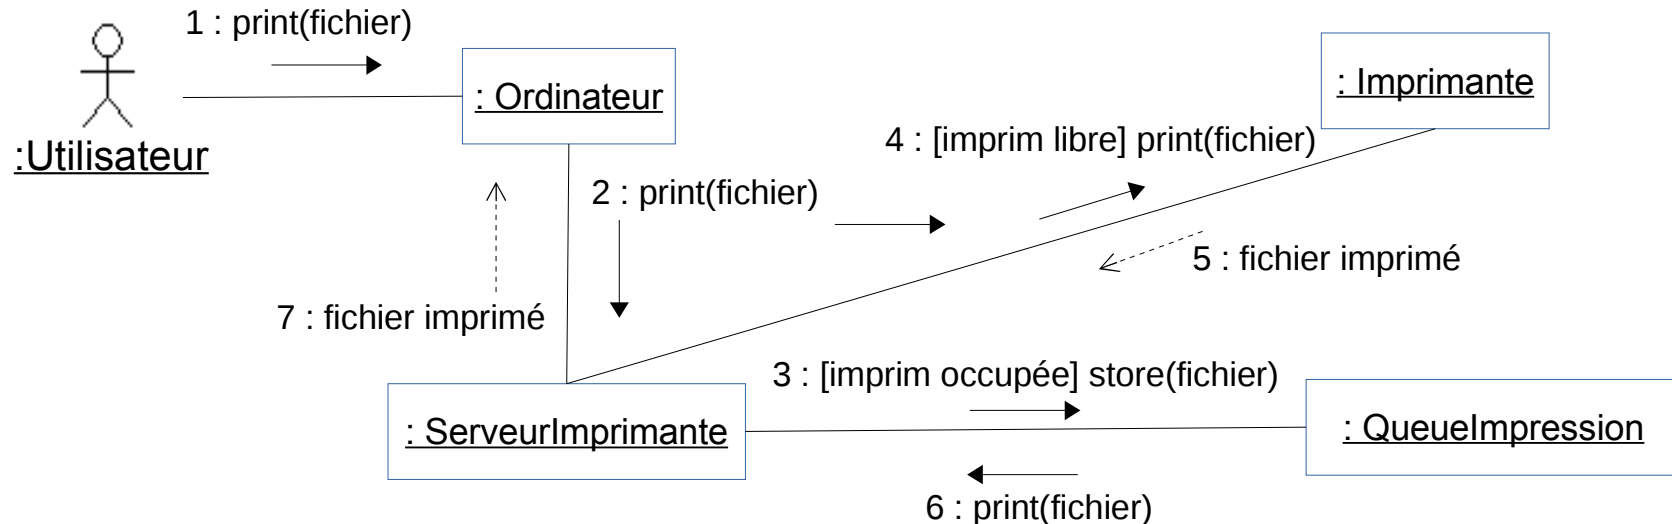 1 : print(fichier)
: Ordinateur
: Imprimante
:Utilisateur
4 : [imprim libre] print(fichier)
2 : print(fichier)
5 : fichier imprimé
7 : fichier imprimé
3 : [imprim occupée] store(fichier)
: ServeurImprimante
: QueueImpression
6 : print(fichier)